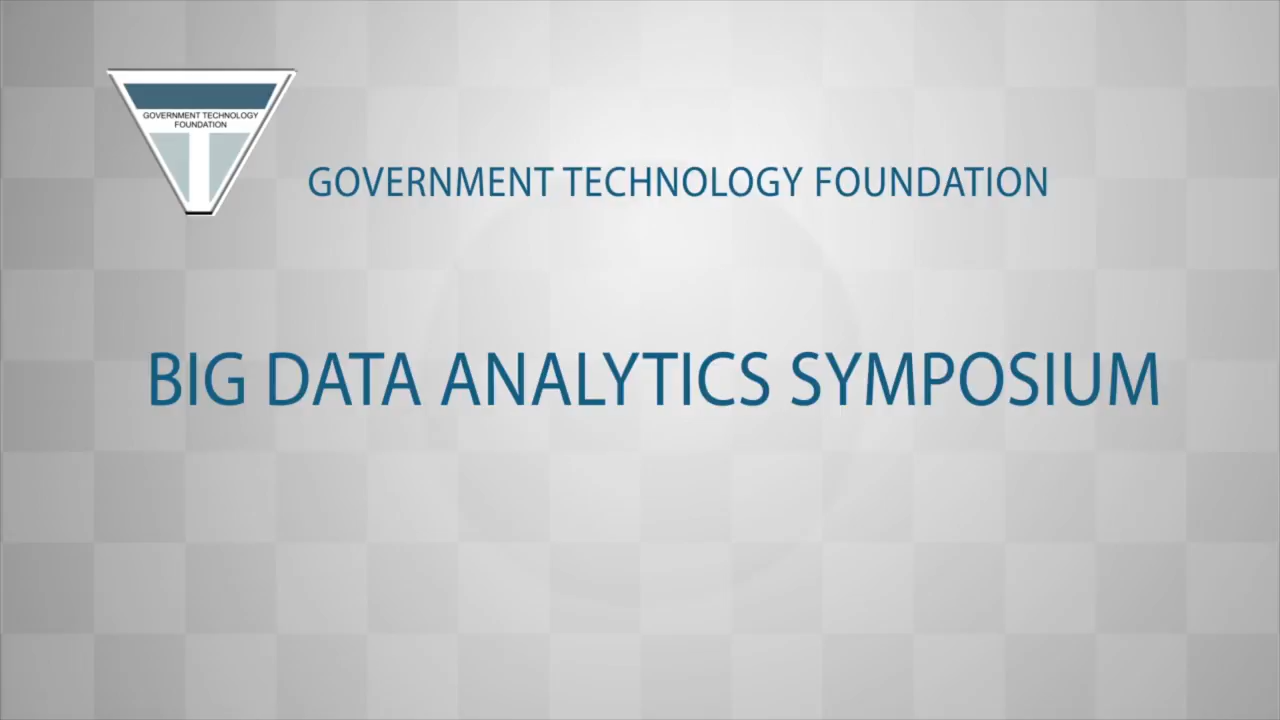 GOVERNMENT TECHNOLOGY
FOUNDATION
GOVERNMENT TECHNOLOGY FOUNDATION
BIG DATA ANALYTICS SYMPOSIUM